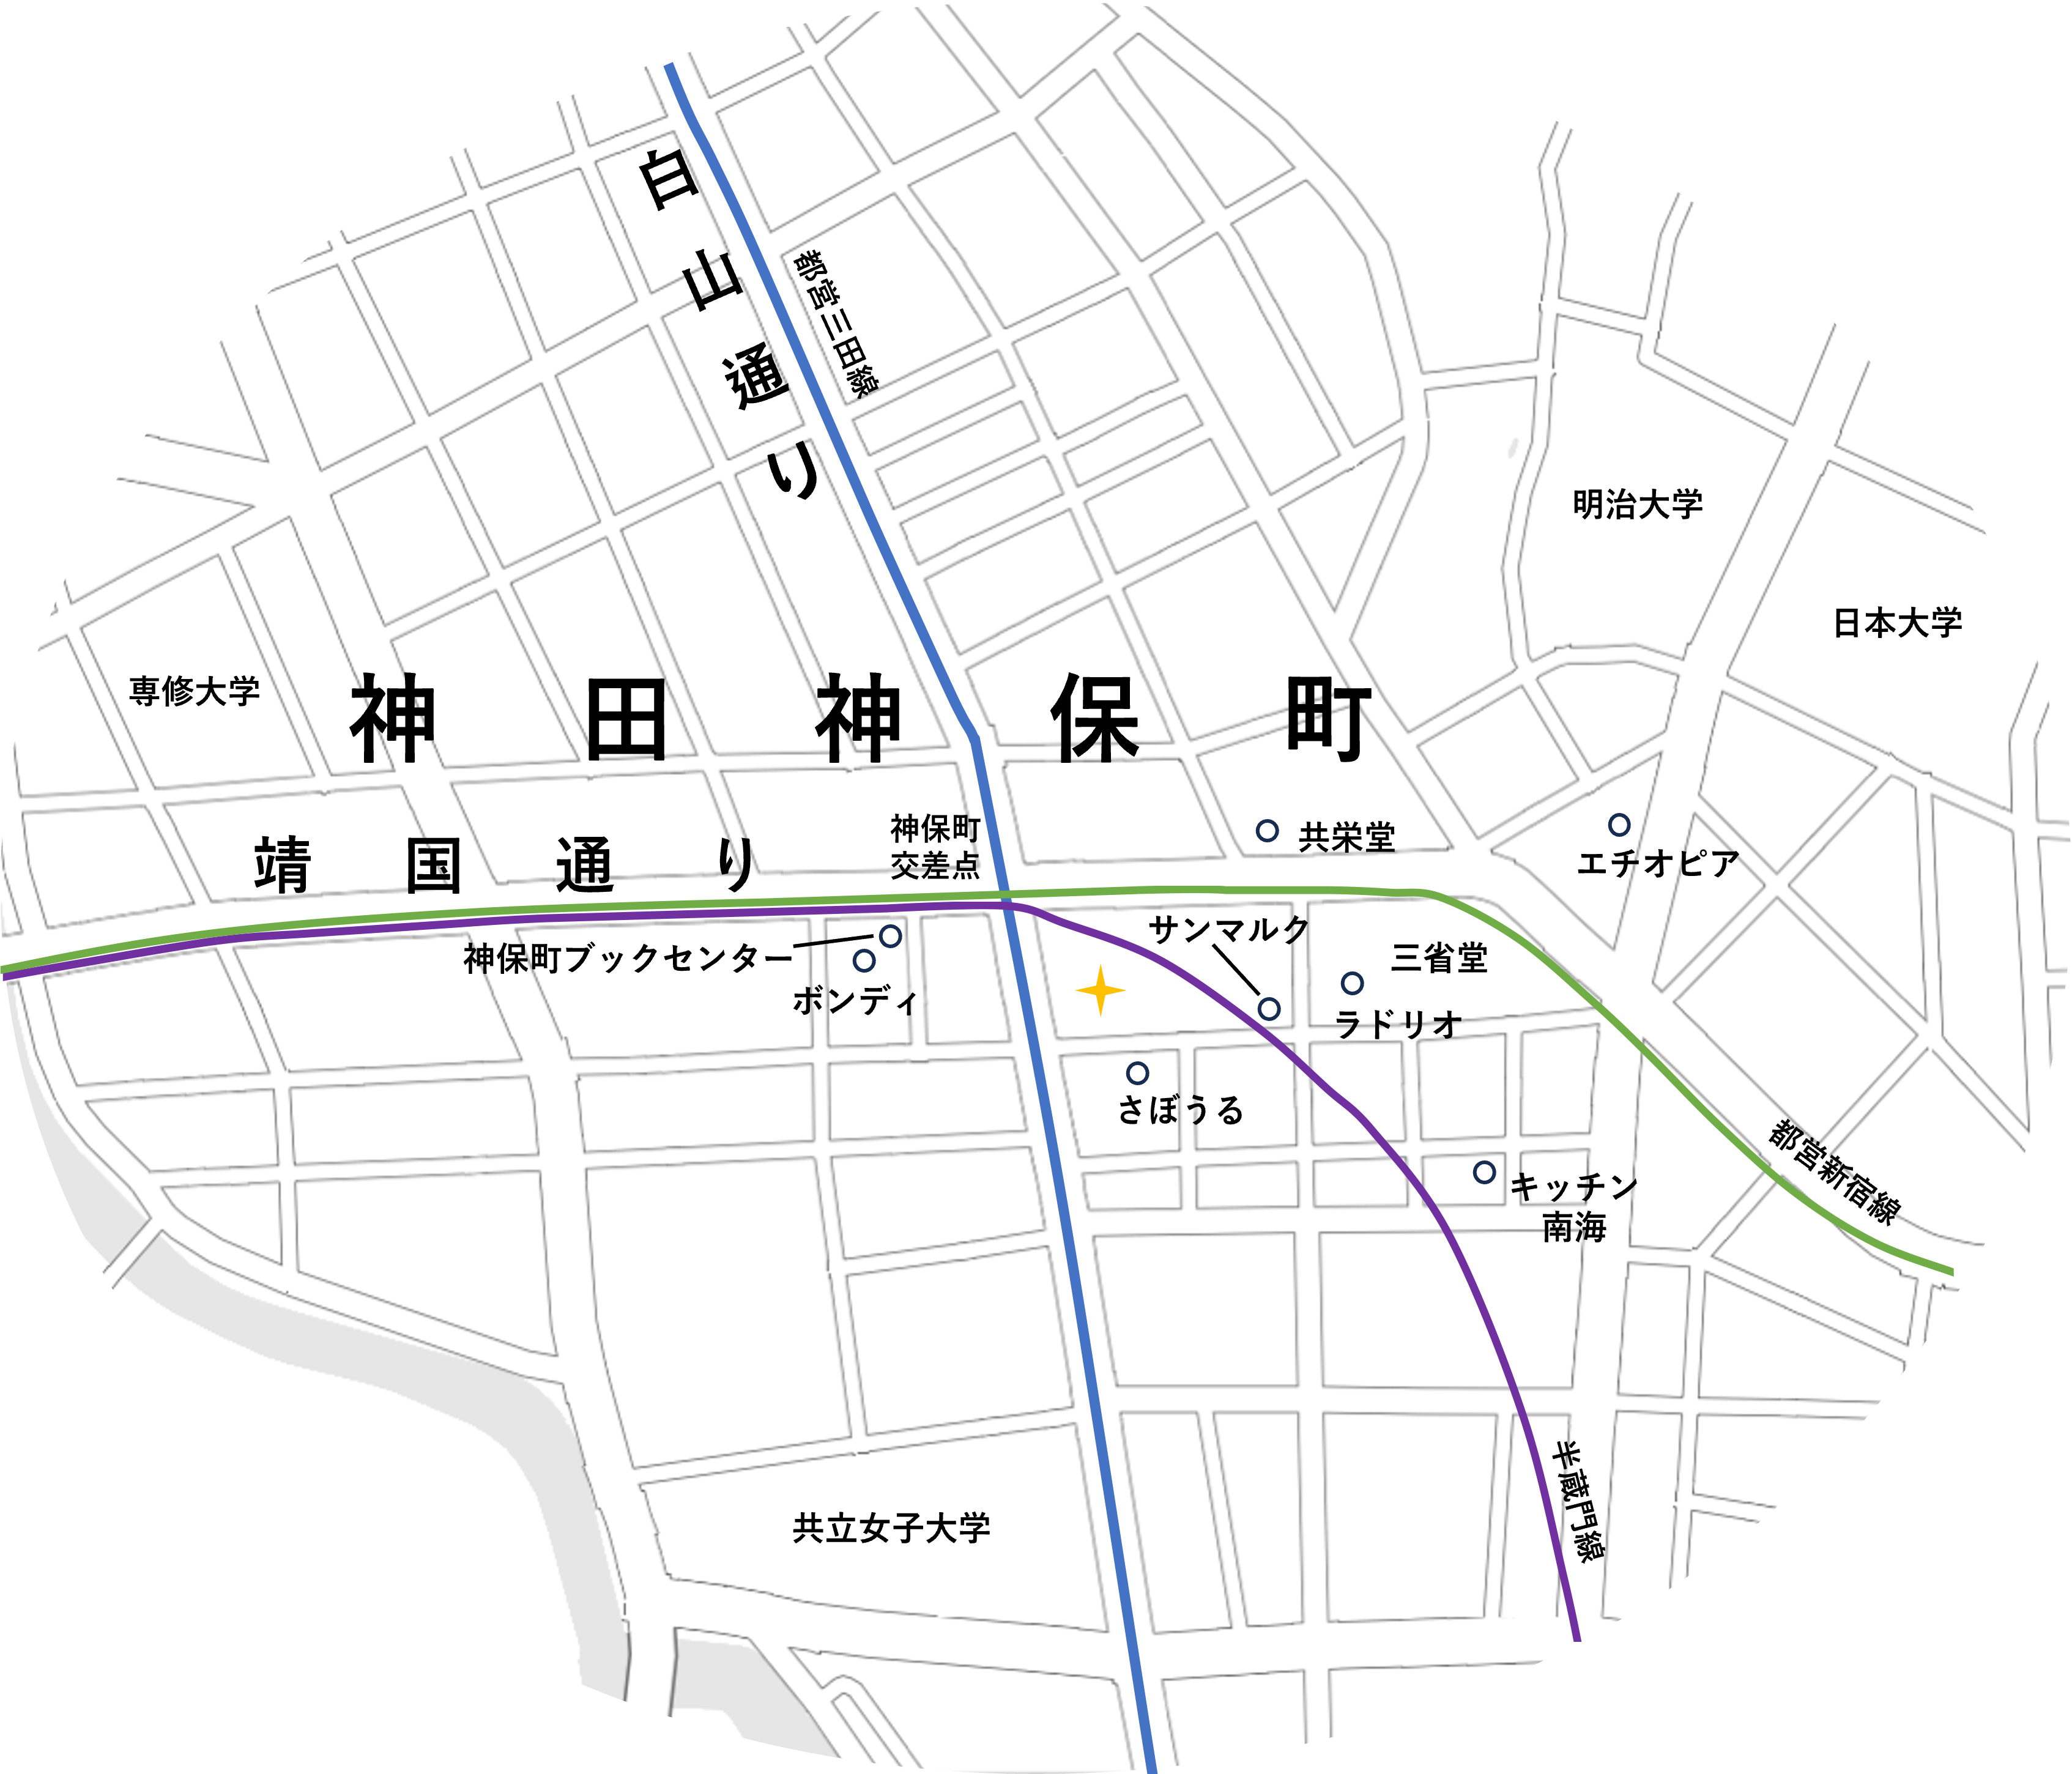 白山通り
都営三田線
明治大学
日本大学
専修大学
神田神保町
靖国通り
神保町
交差点
共栄堂
エチオピア
サンマルク
神保町ブックセンター
三省堂
ボンディ
ラドリオ
さぼうる
都営新宿線
キッチン
南海
半蔵門線
共立女子大学